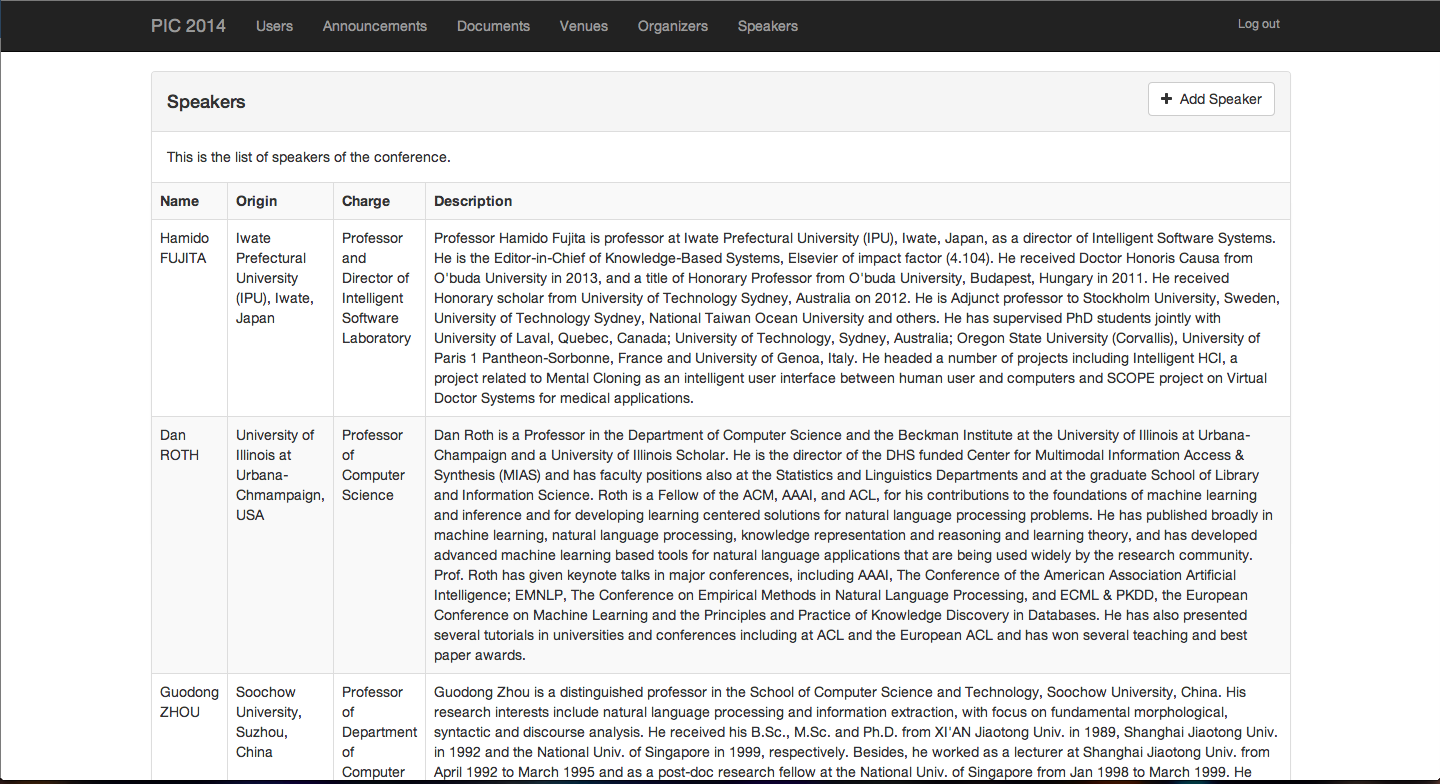 PIC 2014 Users Announcements Documents Venues Organizers Speakers Log out
Speakers
Add Speaker
This is the list of speakers of the conference.
Name Origin Charge Description
Hamido
FUJITA
Iwate
Prefectural
University
(IPU), Iwate,
Japan
Professor
and
Director of
Intelligent
Software
Laboratory
Professor Hamido Fujita is professor at Iwate Prefectural University (IPU), Iwate, Japan, as a director of Intelligent Software Systems.
He is the Editor-in-Chief of Knowledge-Based Systems, Elsevier of impact factor (4.104). He received Doctor Honoris Causa from
O'buda University in 2013, and a title of Honorary Professor from O'buda University, Budapest, Hungary in 2011. He received
Honorary scholar from University of Technology Sydney, Australia on 2012. He is Adjunct professor to Stockholm University, Sweden,
University of Technology Sydney, National Taiwan Ocean University and others. He has supervised PhD students jointly with
University of Laval, Quebec, Canada; University of Technology, Sydney, Australia; Oregon State University (Corvallis), University of
Paris 1 Pantheon-Sorbonne, France and University of Genoa, Italy. He headed a number of projects including Intelligent HCI, a
project related to Mental Cloning as an intelligent user interface between human user and computers and SCOPE project on Virtual
Doctor Systems for medical applications.
Dan
ROTH
University of
Illinois at
Urbana-
Chmampaign,
USA
Professor
of
Computer
Science
Dan Roth is a Professor in the Department of Computer Science and the Beckman Institute at the University of Illinois at Urbana-
Champaign and a University of Illinois Scholar. He is the director of the DHS funded Center for Multimodal Information Access &
Synthesis (MIAS) and has faculty positions also at the Statistics and Linguistics Departments and at the graduate School of Library
and Information Science. Roth is a Fellow of the ACM, AAAI, and ACL, for his contributions to the foundations of machine learning
and inference and for developing learning centered solutions for natural language processing problems. He has published broadly in
machine learning, natural language processing, knowledge representation and reasoning and learning theory, and has developed
advanced machine learning based tools for natural language applications that are being used widely by the research community.
Prof. Roth has given keynote talks in major conferences, including AAAI, The Conference of the American Association Artificial
Intelligence; EMNLP, The Conference on Empirical Methods in Natural Language Processing, and ECML & PKDD, the European
Conference on Machine Learning and the Principles and Practice of Knowledge Discovery in Databases. He has also presented
several tutorials in universities and conferences including at ACL and the European ACL and has won several teaching and best
paper awards.
Guodong
ZHOU
Soochow
University,
Suzhou,
China
Professor
of
Department
of
Computer
Guodong Zhou is a distinguished professor in the School of Computer Science and Technology, Soochow University, China. His
research interests include natural language processing and information extraction, with focus on fundamental morphological,
syntactic and discourse analysis. He received his B.Sc., M.Sc. and Ph.D. from XI'AN Jiaotong Univ. in 1989, Shanghai Jiaotong Univ.
in 1992 and the National Univ. of Singapore in 1999, respectively. Besides, he worked as a lecturer at Shanghai Jiaotong Univ. from
April 1992 to March 1995 and as a post-doc research fellow at the National Univ. of Singapore from Jan 1998 to March 1999. He